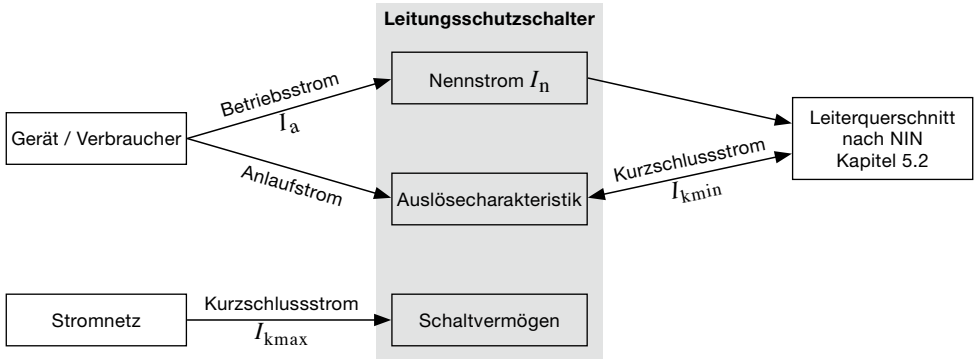 Leitungsschutzschalter
Nennstrom In
Betriebsstrom
Ia
Gerät / Verbraucher
Leiterquerschnitt
nach NIN
Kapitel 5.2
Anlaufstrom
Auslösecharakteristik
Kurzschlussstrom
Ikmin
Stromnetz
Kurzschlussstrom
Ikmax
Schaltvermögen